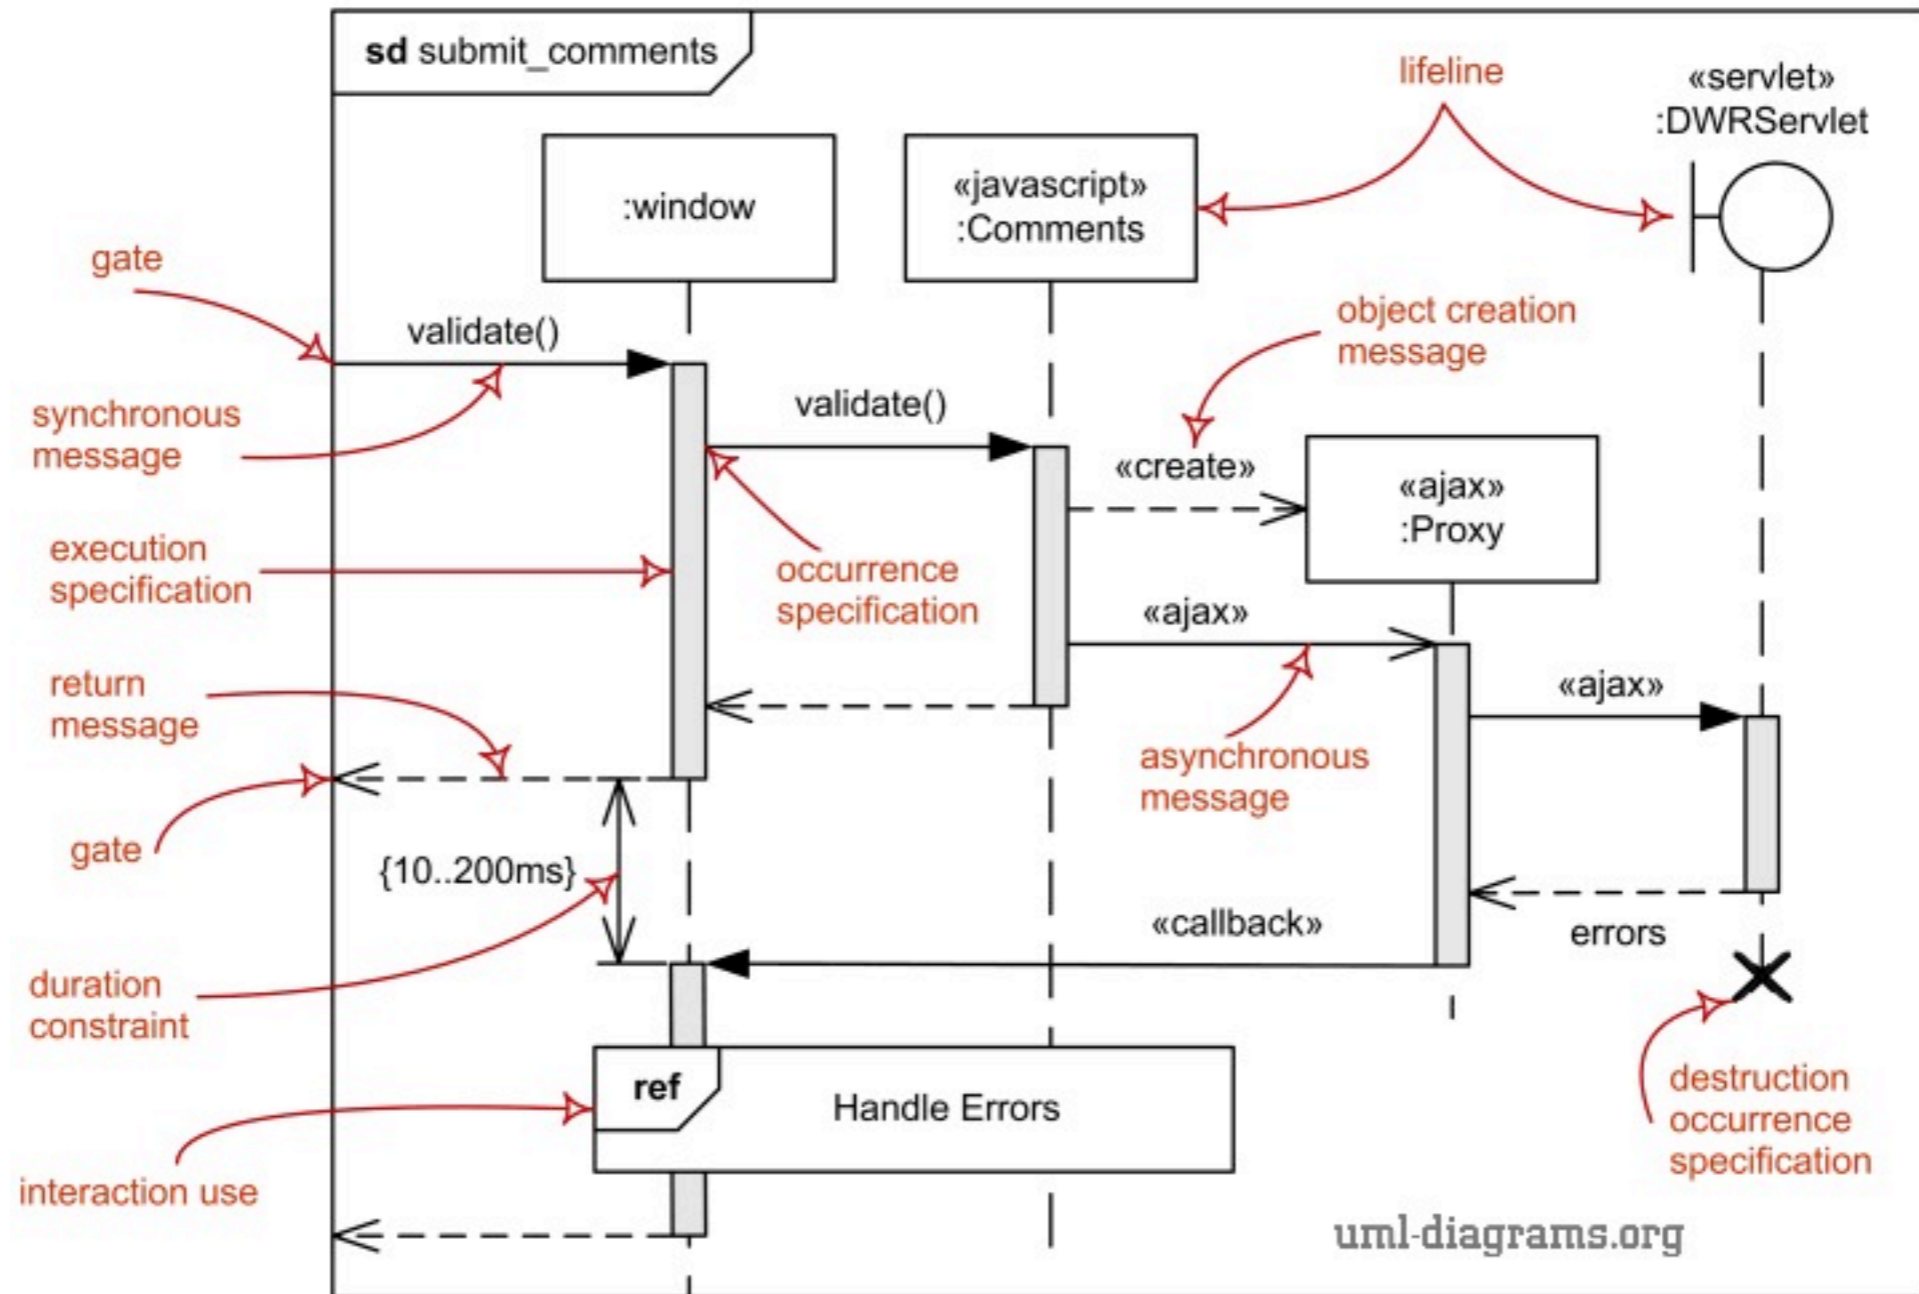 sd submit_comments
lifeline
«servlet»
:DWRServlet
:window
«javascript»
:Comments
gate
validate()
object creation
message
synchronous
message
validate()
«create»
«ajax»
:Proxy
execution
specification
occurrence
specification
«ajax»
return
message
«ajax»
asynchronous
message
gate
{10..200ms}
«callback»
errors
duration
constraint
ref
Handle Errors
destruction
occurrence
specification
interaction use
uml-diagrams.org